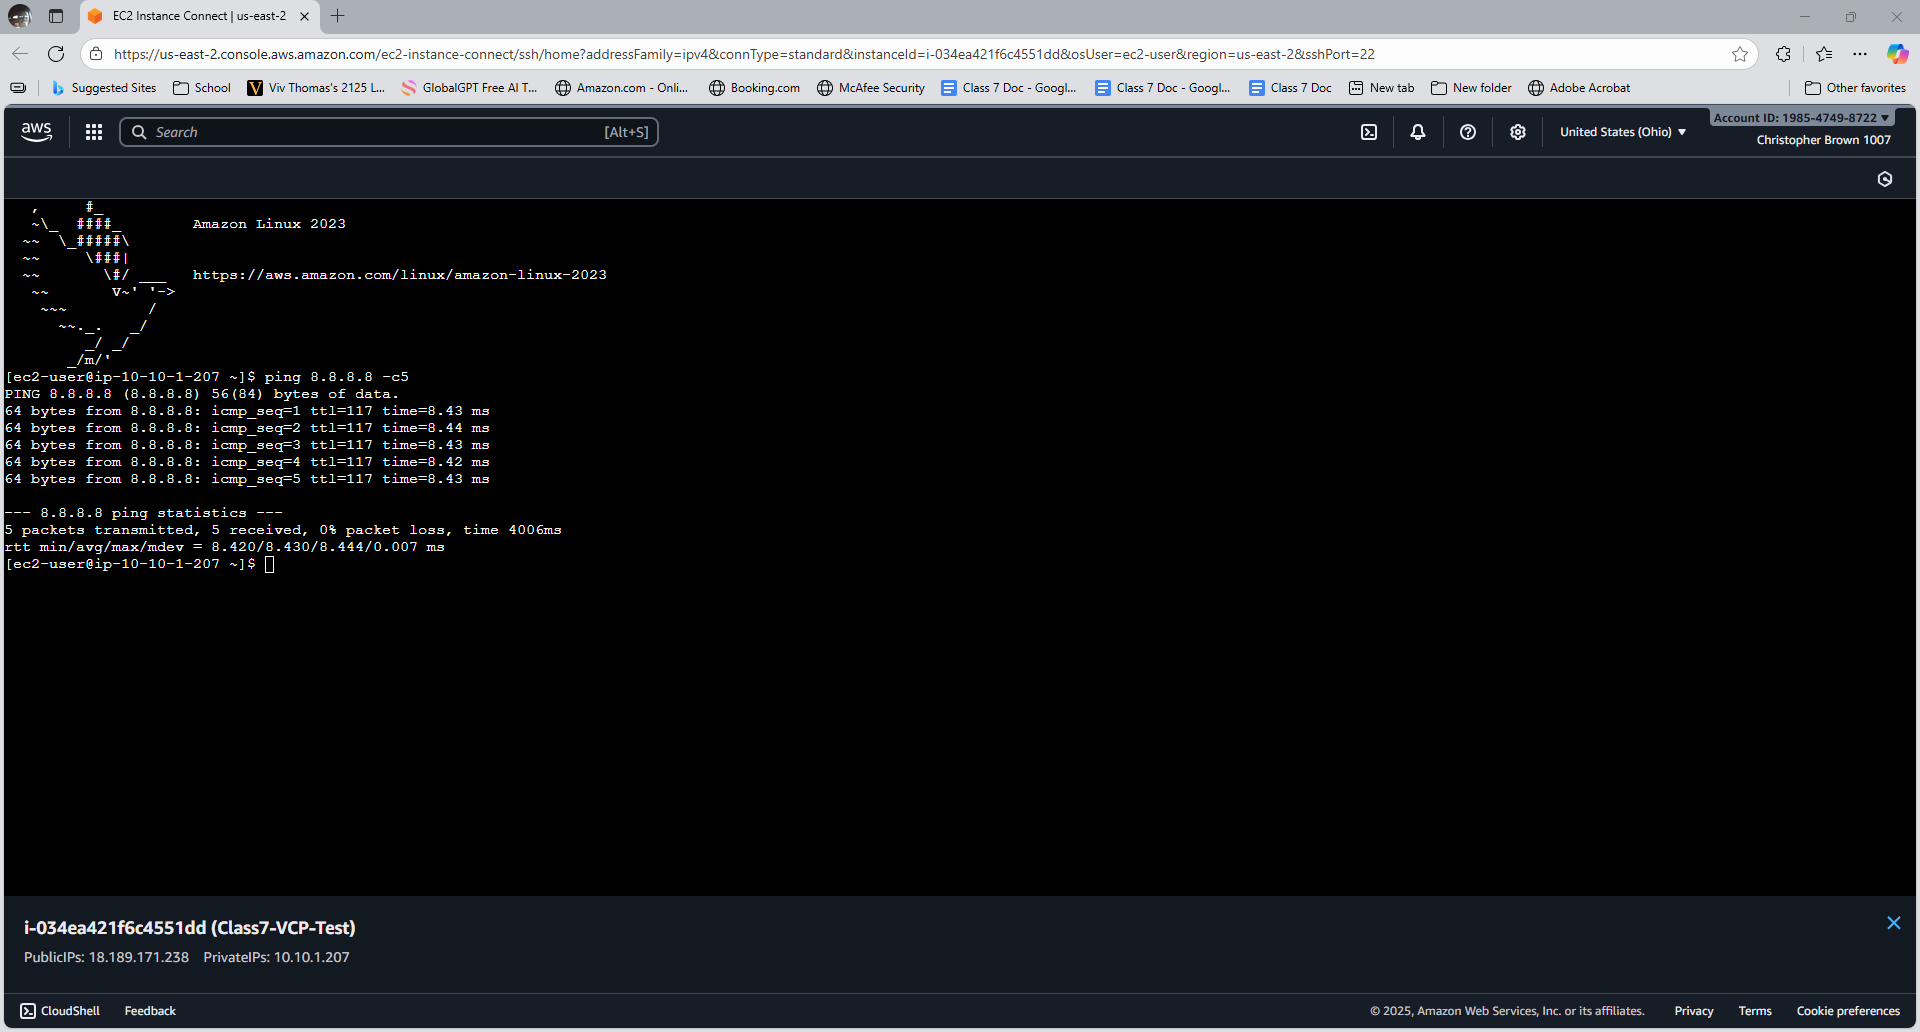 EC2 Instance Connect | us-east-2
https://us-east-2.console.aws.amazon.com/ec2-instance-connect/ssh/home?addressFamily=ipv4&connType=standard&instanceId=i-034ea421f6c4551dd&osUser=ec2-user&region=us-east-2&sshPort=22
Suggested Sites School Viv Thomas's 2125 L... GlobalGPT Free AI T... Amazon.com - Onli... Booking.com McAfee Security Class 7 Doc - Googl... Class 7 Doc - Googl... Class 7 Doc New tab New folder Adobe Acrobat Other favorites
aws Search [Alt+S] United States (Ohio) Account ID: 1985-4749-8722
Christopher Brown 1007
   ,     #_
   ~\_  ####_        Amazon Linux 2023
  ~~  \_#####\
  ~~     \###|
  ~~       \#/ ___   https://aws.amazon.com/linux/amazon-linux-2023
   ~~       V~' '->
    ~~~         /
      ~~._.   _/
         _/ _/
       _/m/'
[ec2-user@ip-10-10-1-207 ~]$ ping 8.8.8.8 -c5
PING 8.8.8.8 (8.8.8.8) 56(84) bytes of data.
64 bytes from 8.8.8.8: icmp_seq=1 ttl=117 time=8.43 ms
64 bytes from 8.8.8.8: icmp_seq=2 ttl=117 time=8.44 ms
64 bytes from 8.8.8.8: icmp_seq=3 ttl=117 time=8.43 ms
64 bytes from 8.8.8.8: icmp_seq=4 ttl=117 time=8.42 ms
64 bytes from 8.8.8.8: icmp_seq=5 ttl=117 time=8.43 ms
--- 8.8.8.8 ping statistics ---
5 packets transmitted, 5 received, 0% packet loss, time 4006ms
rtt min/avg/max/mdev = 8.420/8.430/8.444/0.007 ms
[ec2-user@ip-10-10-1-207 ~]$
i-034ea421f6c4551dd (Class7-VCP-Test)
PublicIPs: 18.189.171.238 PrivateIPs: 10.10.1.207
CloudShell Feedback © 2025, Amazon Web Services, Inc. or its affiliates. Privacy Terms Cookie preferences